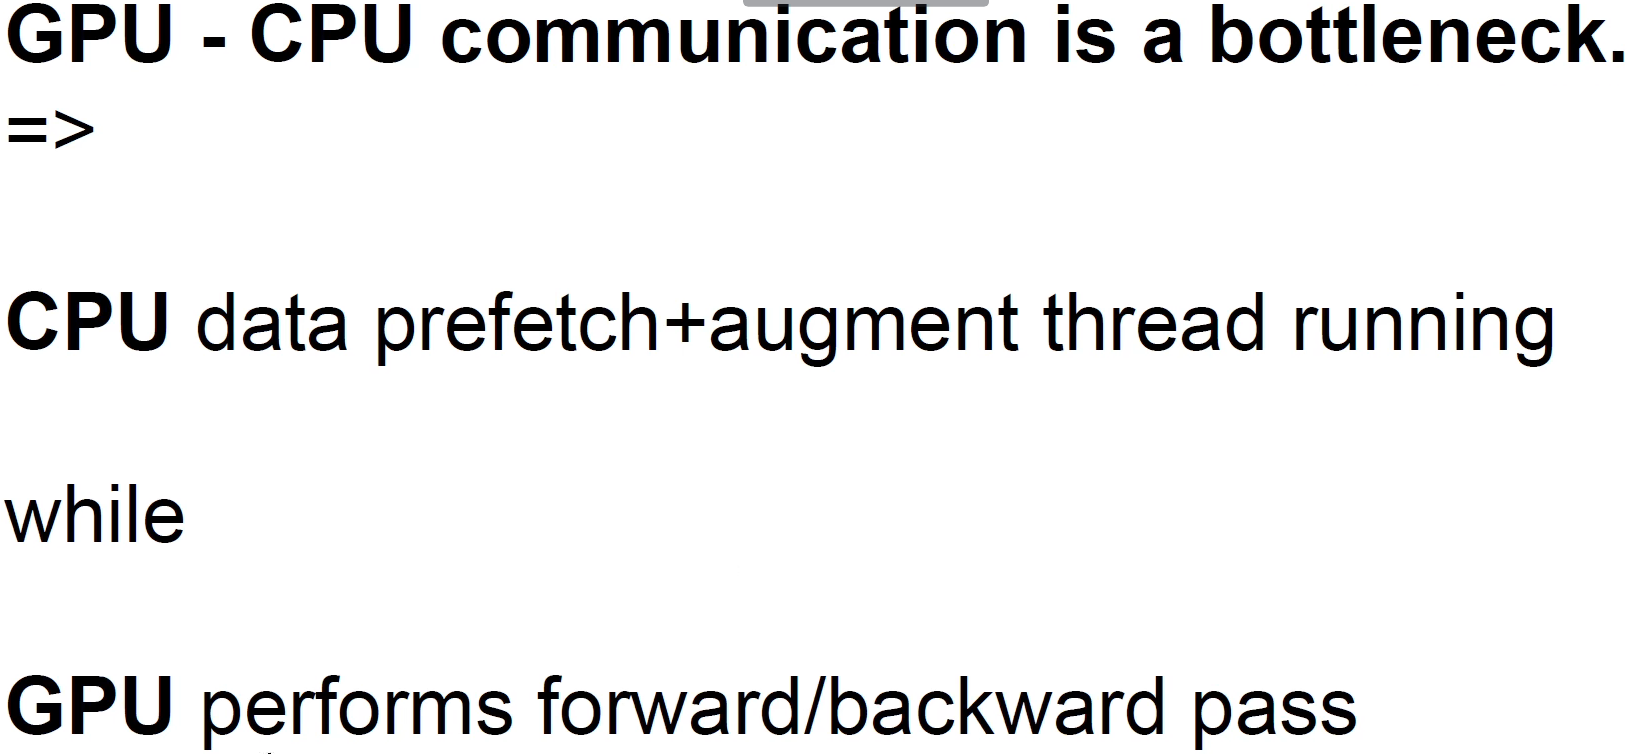 GPU - CPU communication is a bottleneck.
=>
CPU data prefetch+augment thread running
while
GPU performs forward/backward pass